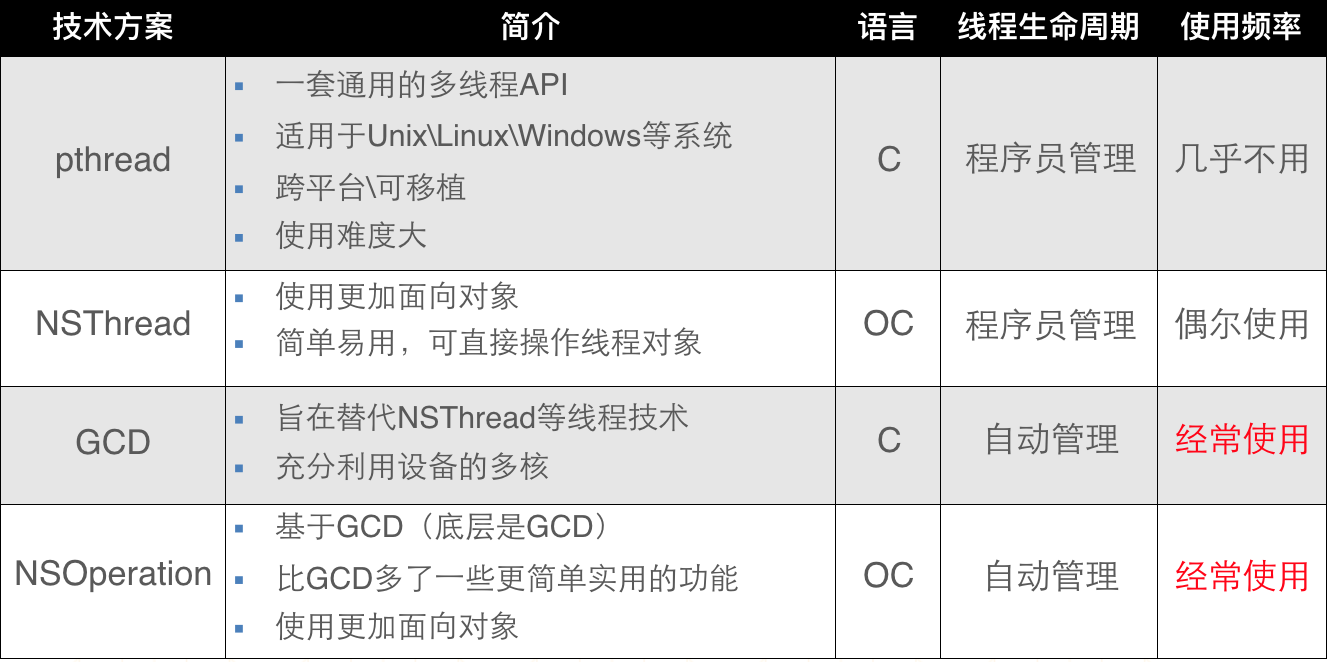 技术方案 简介 语言 线程生命周期 使用频率
一套通用的多线程API
适用于Unix\Linux\Windows等系统
pthread C 程序员管理 几乎不用
跨平台\可移植
使用难度大
使用更加面向对象
NSThread OC 程序员管理 偶尔使用
简单易用，可直接操作线程对象
旨在替代NSThread等线程技术
GCD C 自动管理 经常使用
充分利用设备的多核
基于GCD（底层是GCD）
NSOperation 比GCD多了一些更简单实用的功能 OC 自动管理 经常使用
使用更加面向对象